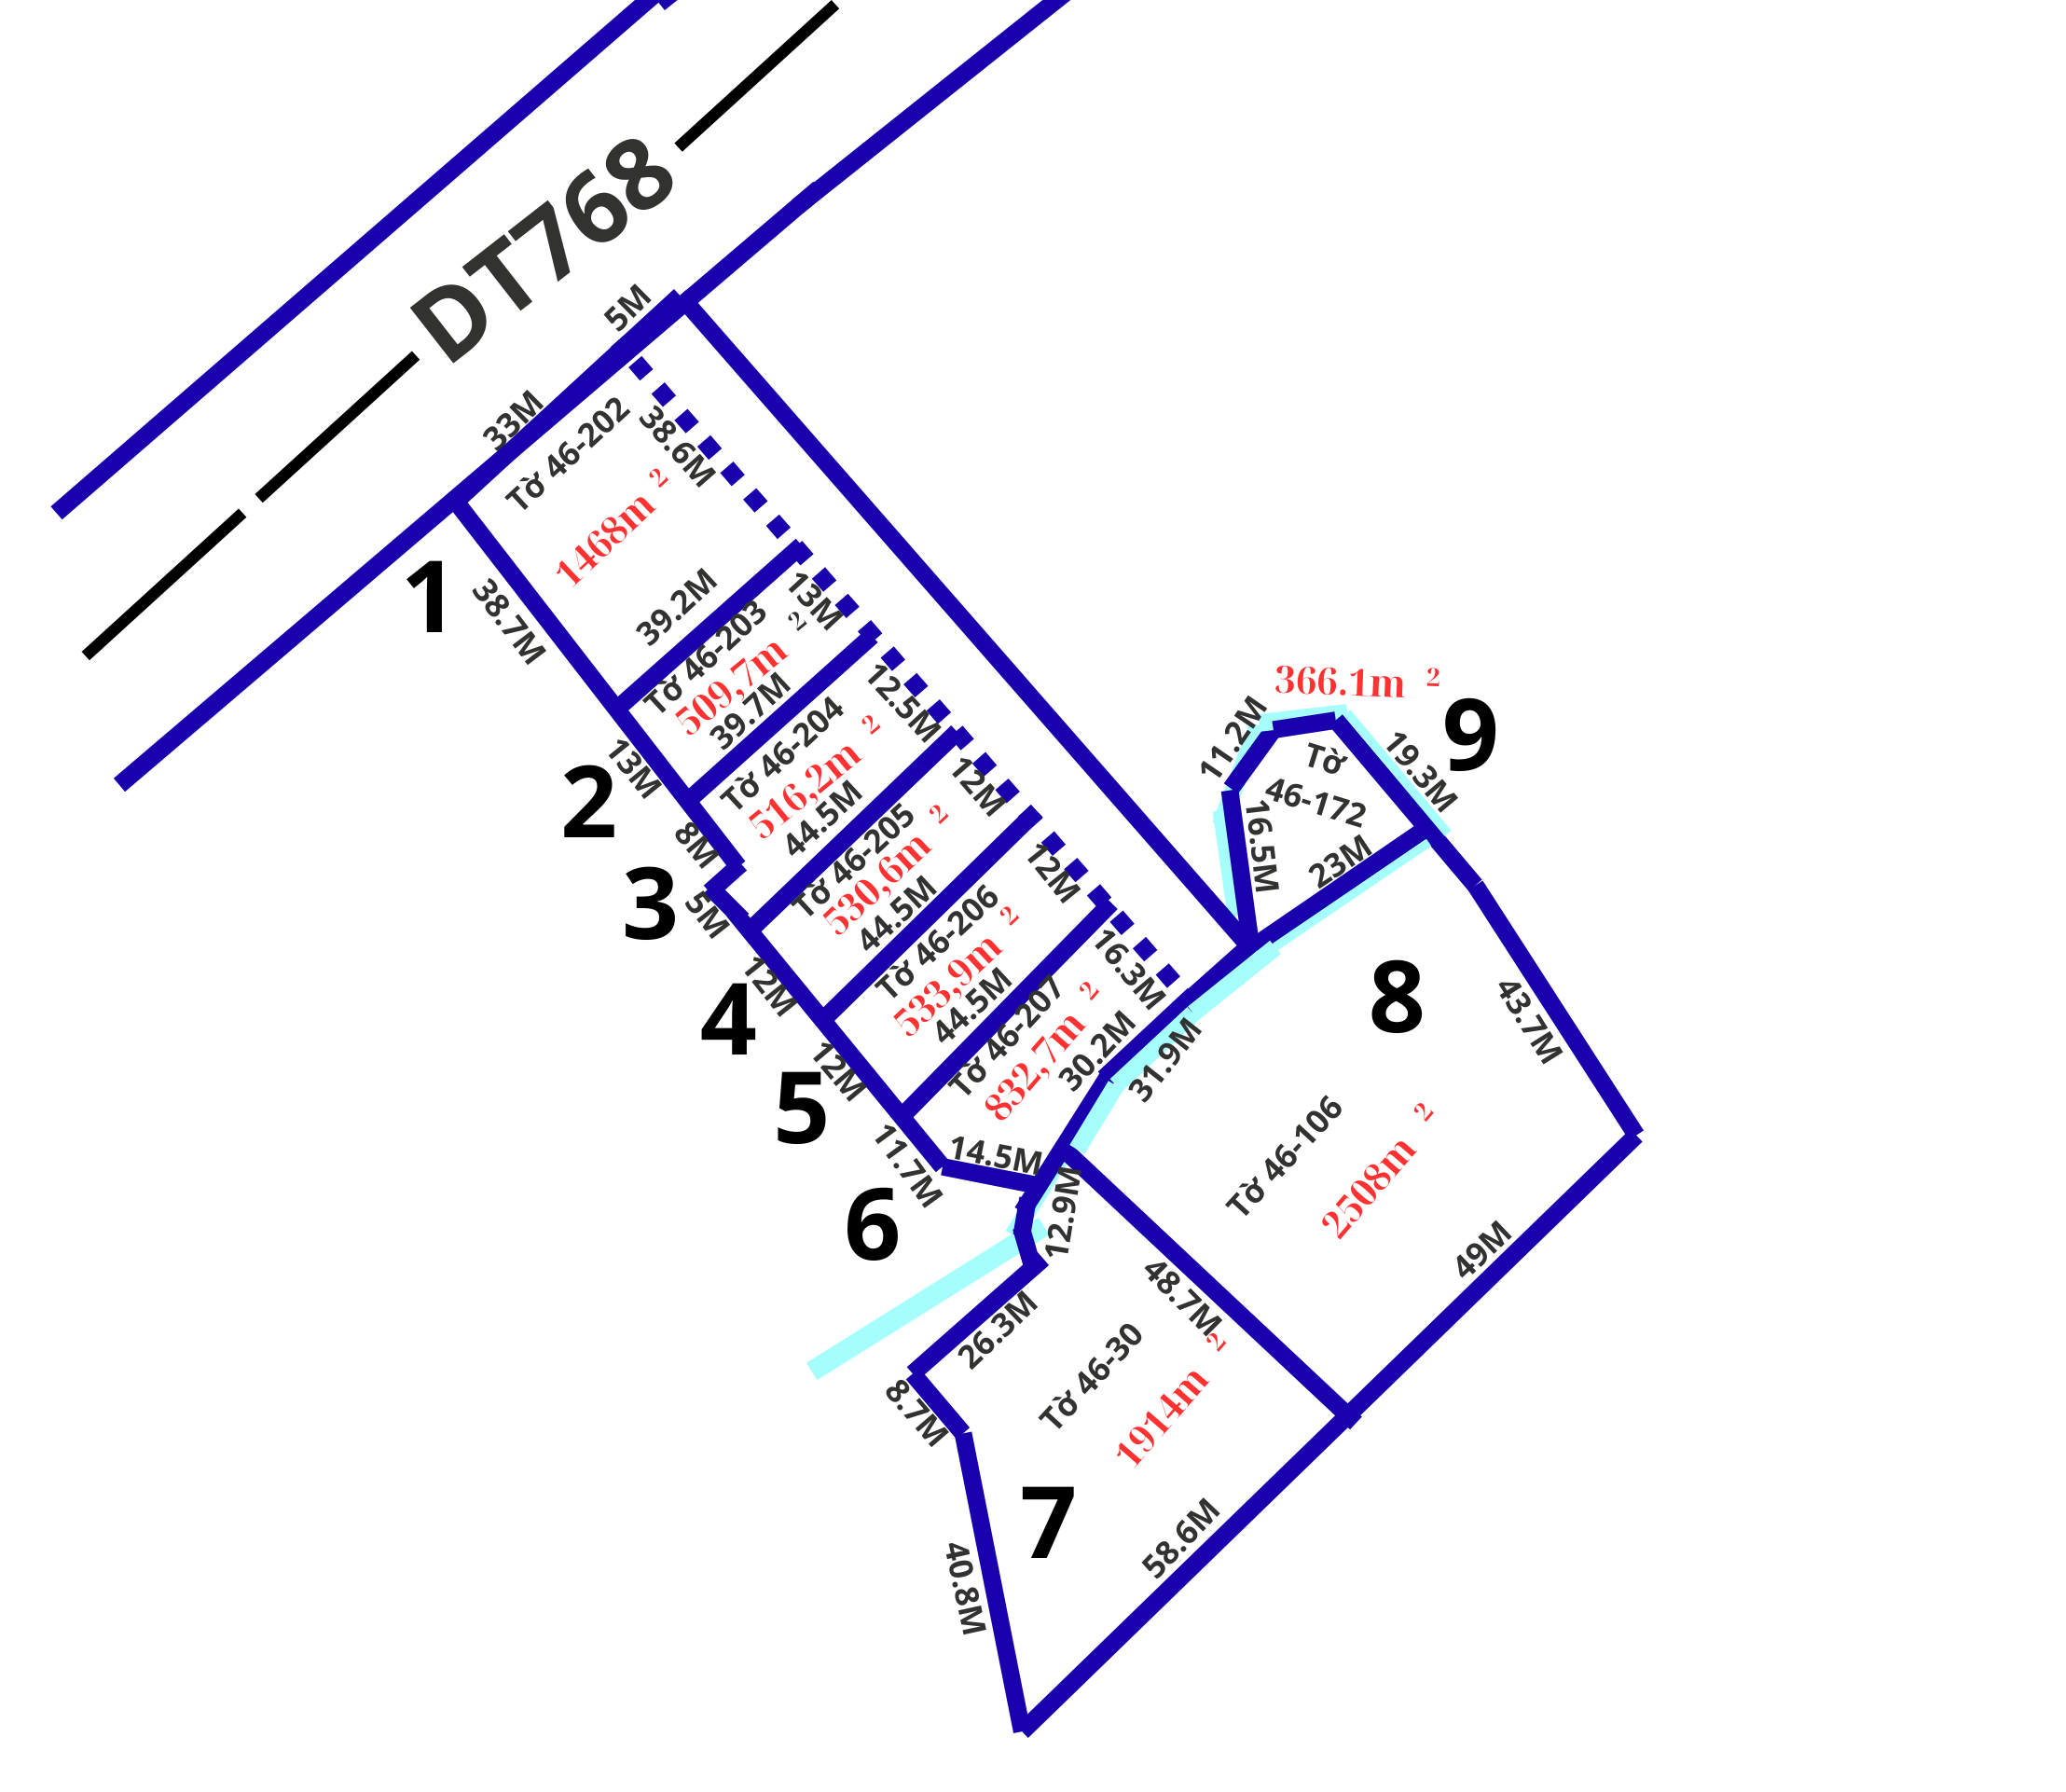 DT768
5M
33M
Tờ 46-202
38.6M
1468m ²
1
38.7M
39.2M
Tờ 46-203
13M
509,7m ²
39.7M
2
13M
Tờ 46-204
12.5M
516,2m ²
44.5M
3
8M
5M
Tờ 46-205
12M
530,6m ²
44.5M
4
12M
Tờ 46-206
12M
533,9m ²
44.5M
5
12M
Tờ 46-207
16.3M
832,7m ²
30.2M
31.9M
6
11.7M
14.5M
12.9M
366.1m ²
9
11.2M
Tờ
46-172
19.3M
16.5M
23M
8
43.7M
Tờ 46-106
2508m ²
49M
48.7M
26.3M
Tờ 46-30
1914m ²
8.7M
7
40.8M
58.6M